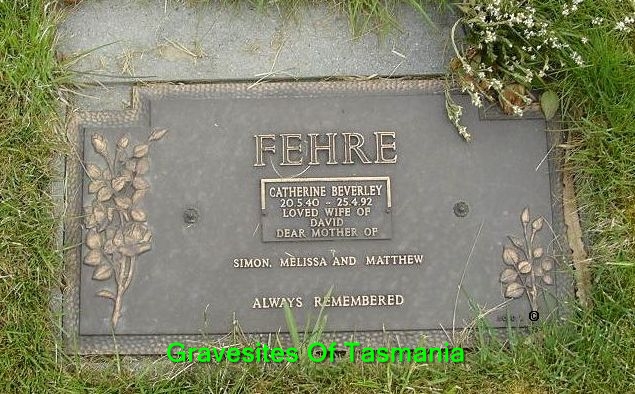 FEHRE
CATHERINE BEVERLEY
20.5.40 - 25.4.92
LOVED WIFE OF
DAVID
DEAR MOTHER OF
SIMON, MELISSA AND MATTHEW
ALWAYS REMEMBERED
©
Gravesites Of Tasmania